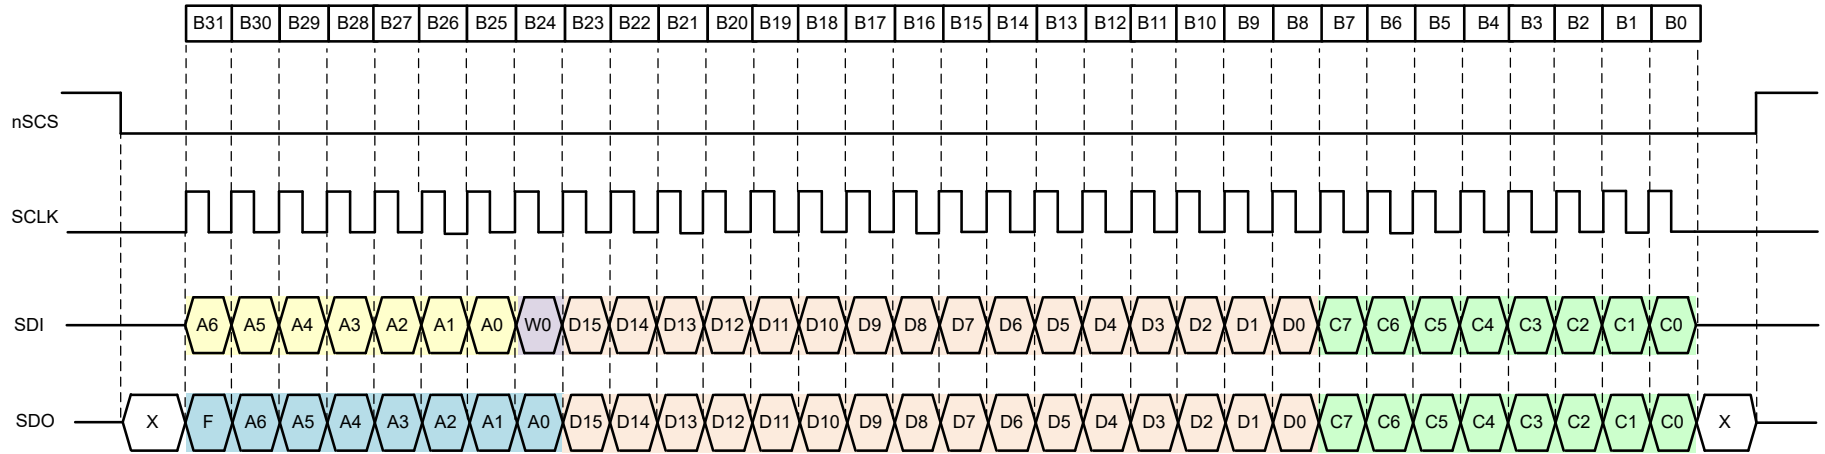 B31 B30 B29 B28 B27 B26 B25 B24 B23 B22 B21 B20 B19 B18 B17 B16 B15 B14 B13 B12 B11 B10 B9 B8 B7 B6 B5 B4 B3 B2 B1 B0
nSCS
SCLK
SDI A6 A5 A4 A3 A2 A1 A0 W0 D15 D14 D13 D12 D11 D10 D9 D8 D7 D6 D5 D4 D3 D2 D1 D0 C7 C6 C5 C4 C3 C2 C1 C0
SDO X F A6 A5 A4 A3 A2 A1 A0 D15 D14 D13 D12 D11 D10 D9 D8 D7 D6 D5 D4 D3 D2 D1 D0 C7 C6 C5 C4 C3 C2 C1 C0 X